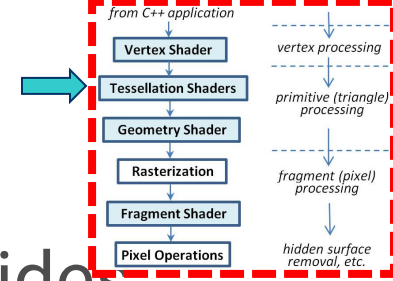 from C++ application
Vertex Shader
Tessellation Shaders
Geometry Shader
Rasterization
Fragment Shader
Pixel Operations
vertex processing
primitive (triangle)
processing
fragment (pixel)
processing
hidden surface
removal, etc.